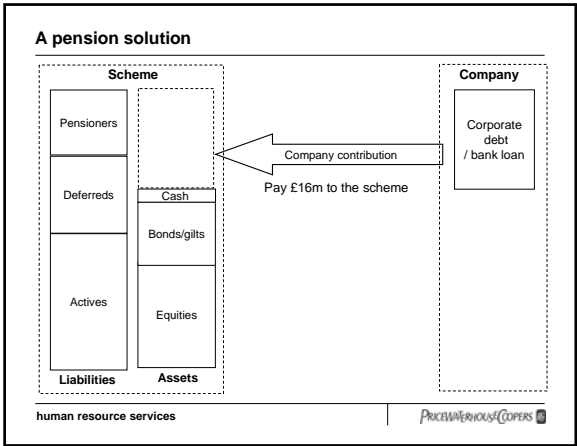 A pension solution
Scheme
Company
Pensioners
Deferreds
Actives
Liabilities
Cash
Bonds/gilts
Equities
Assets
Company contribution
Pay £16m to the scheme
Corporate
debt
/ bank loan
human resource services
PRICEWATERHOUSECOOPERS